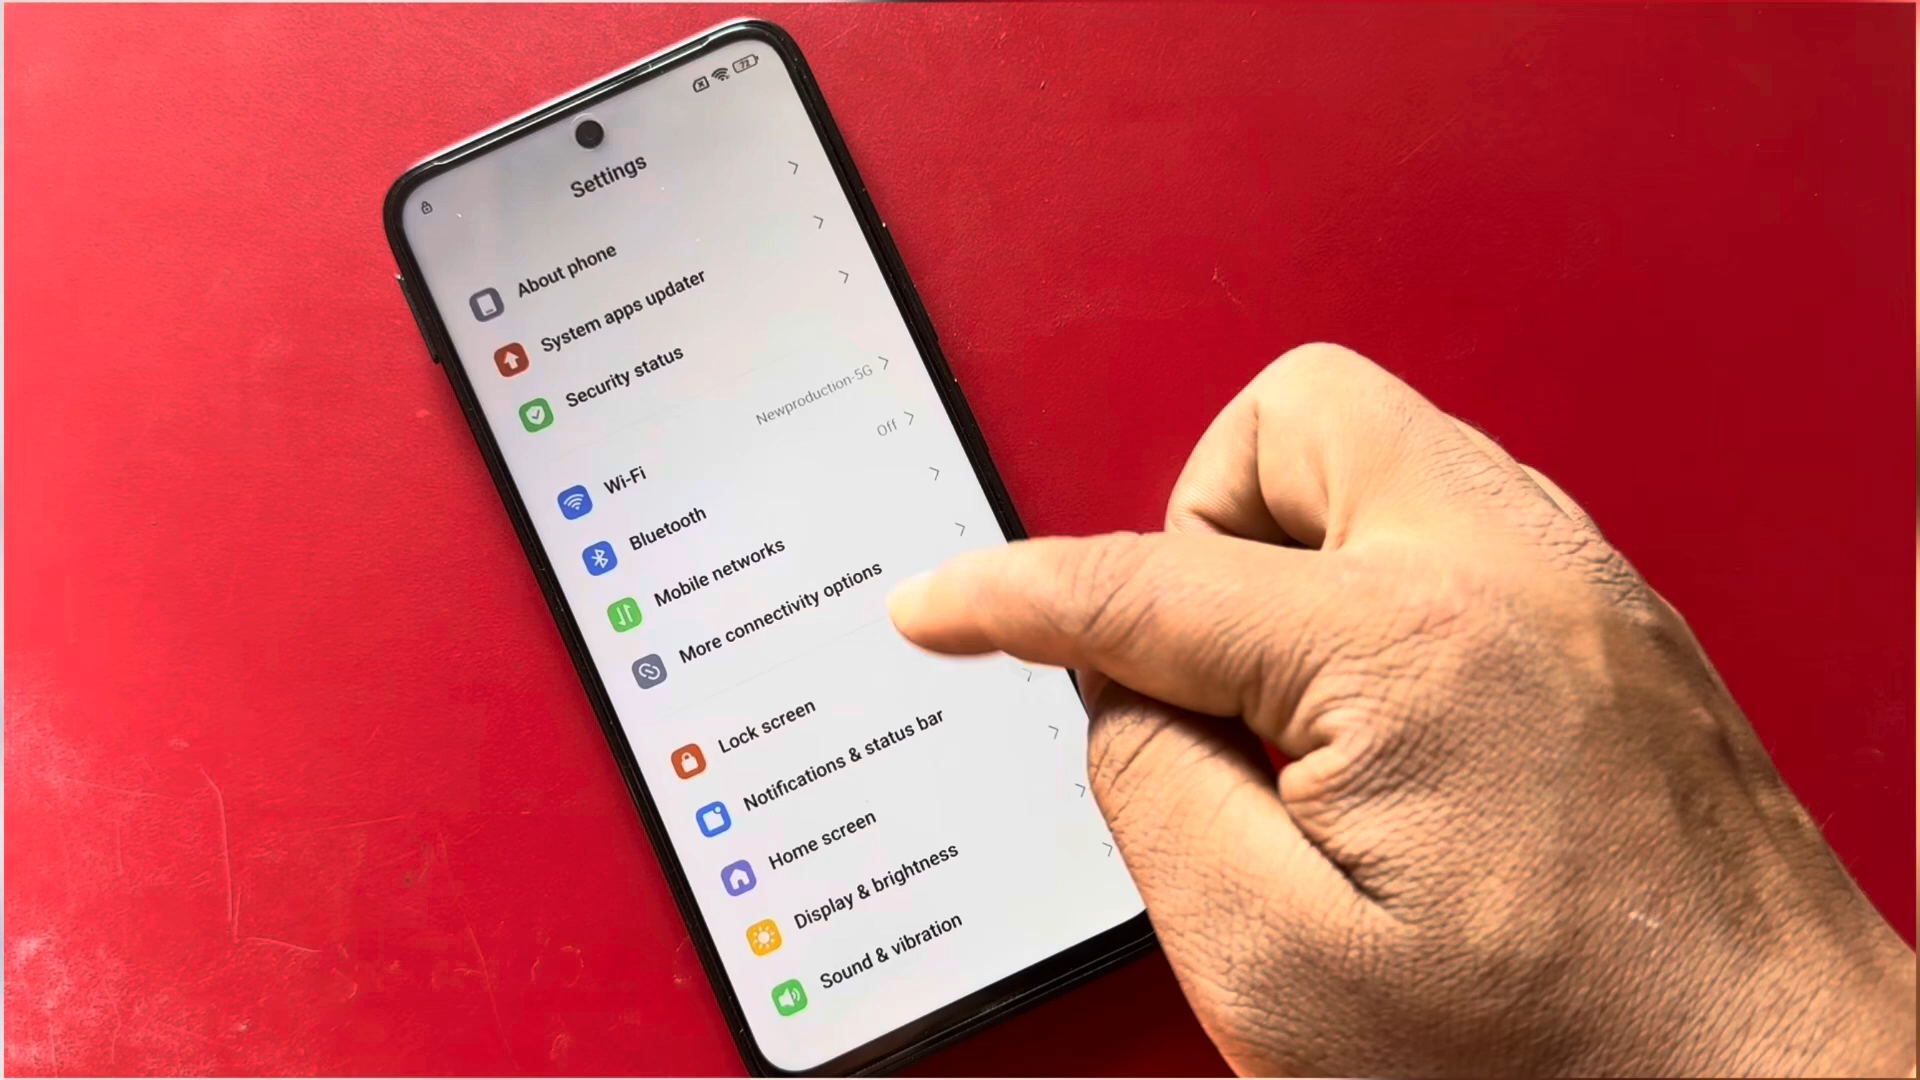 72
Settings
About phone
System apps updater
Security status
Wi-Fi Newproduction-5G
Bluetooth Off
Mobile networks
More connectivity options
Lock screen
Notifications & status bar
Home screen
Display & brightness
Sound & vibration